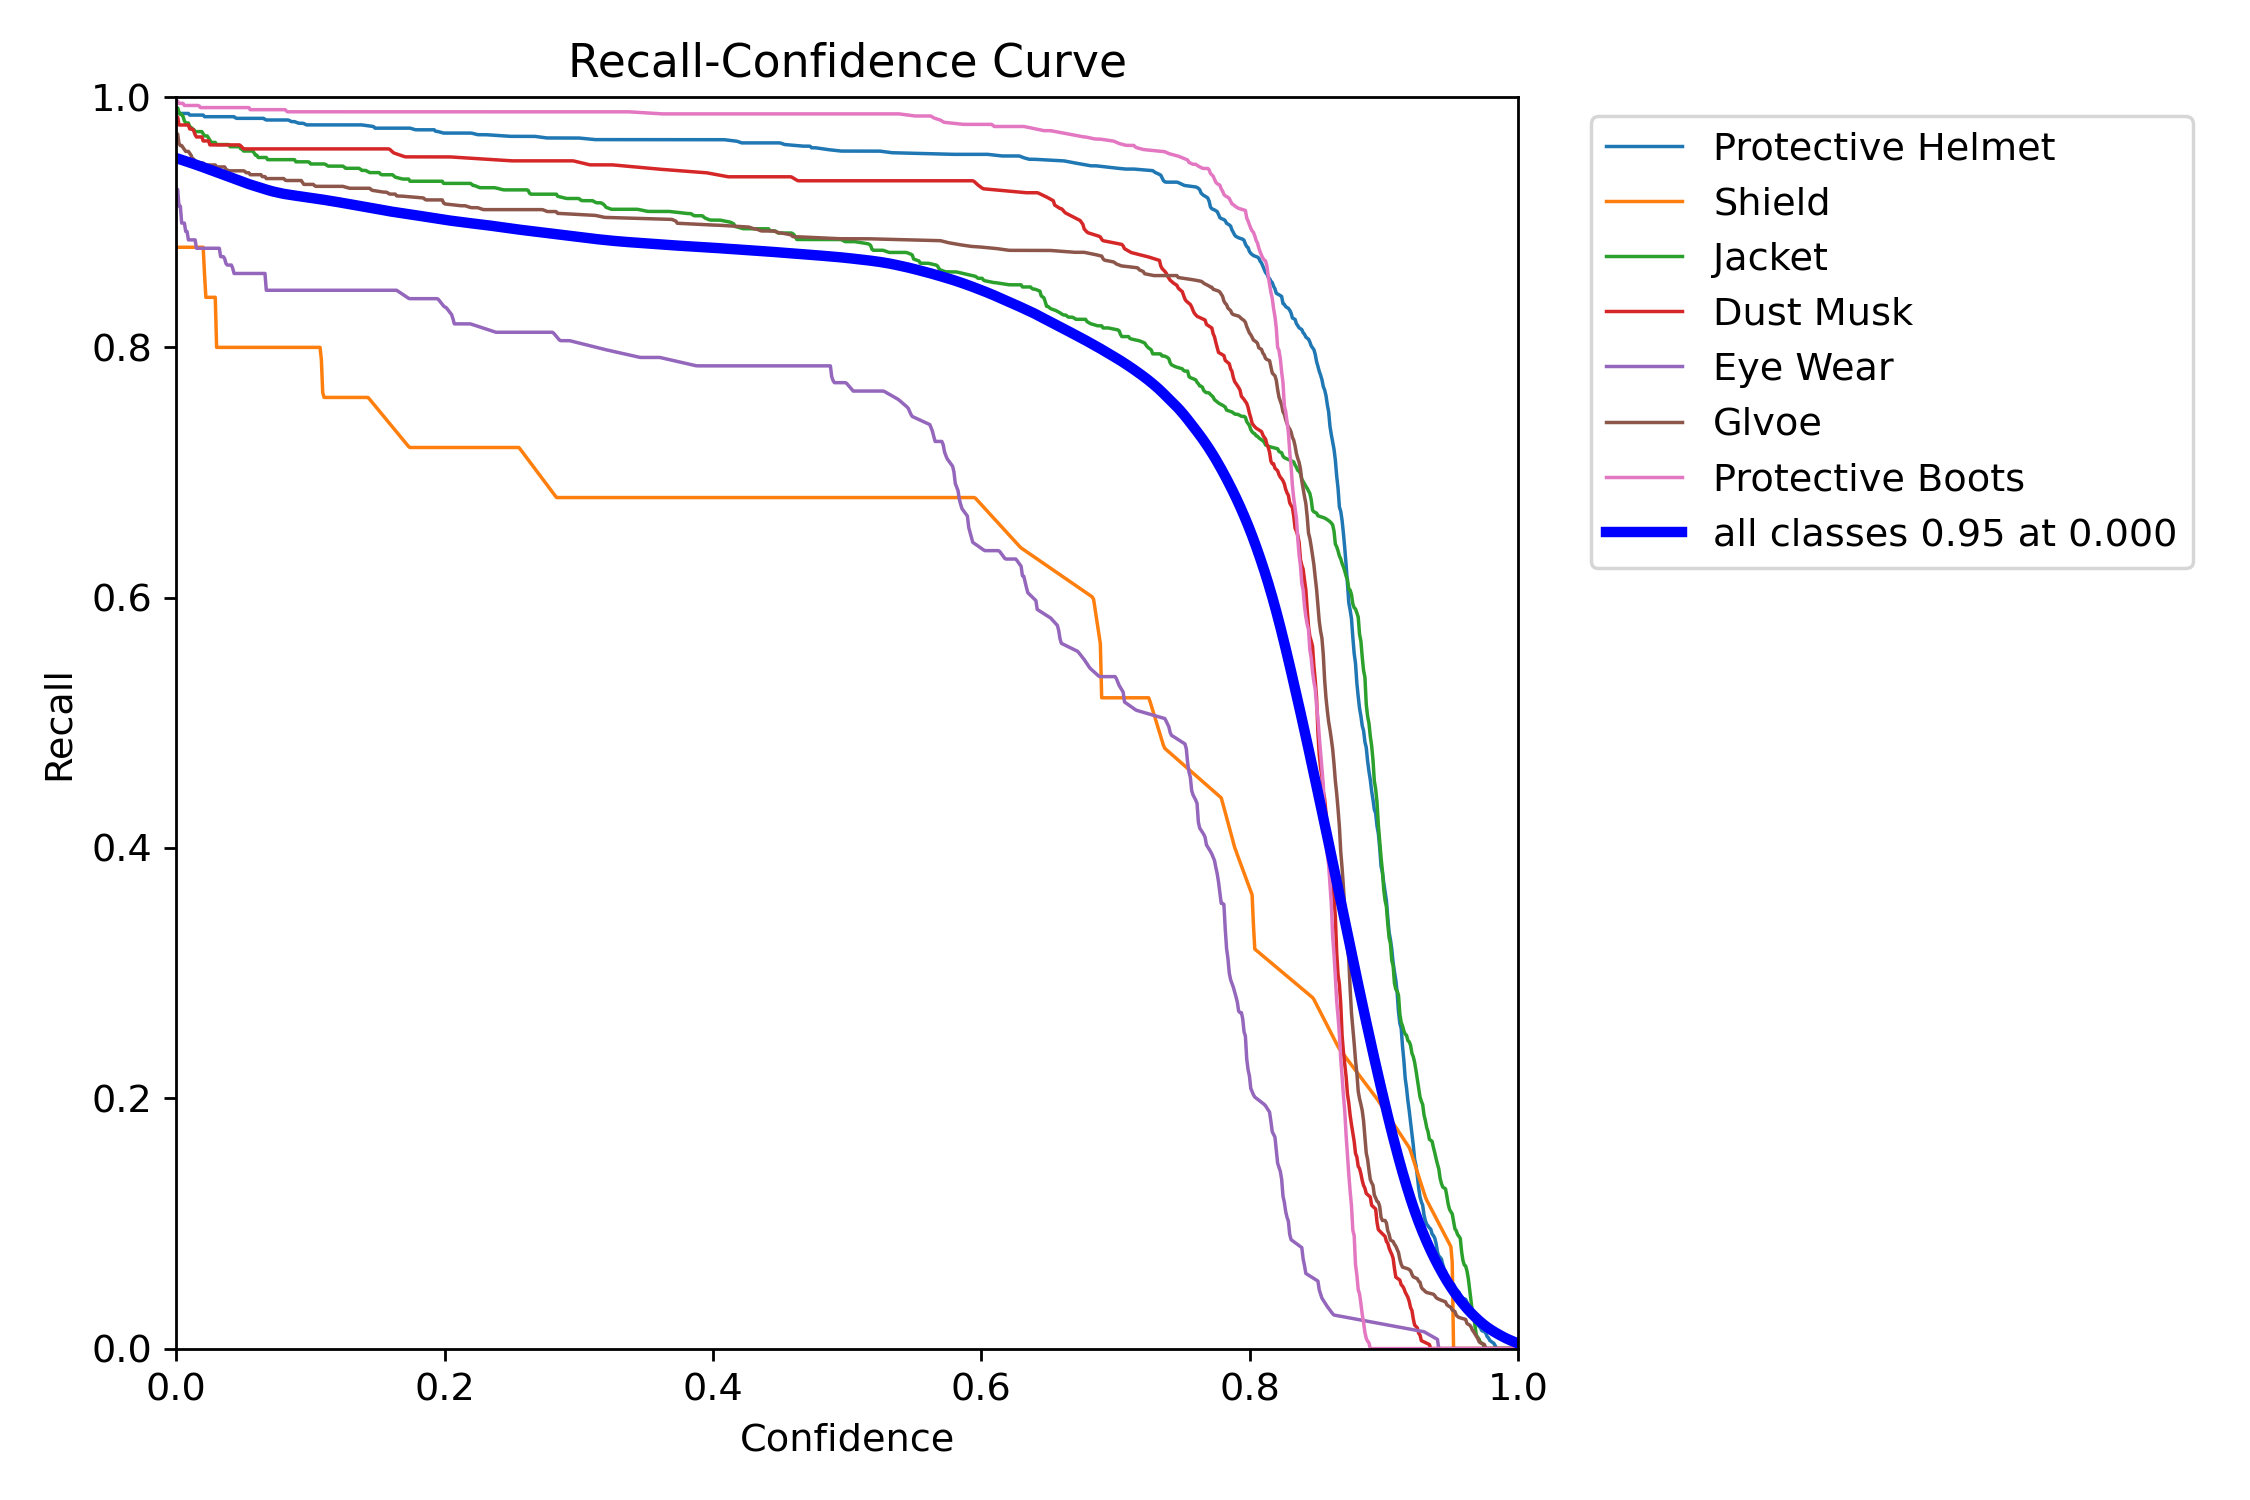 Recall-Confidence Curve
1.0
0.8
0.6
0.4
0.2
0.0
Recall
0.0 0.2 0.4 0.6 0.8 1.0
Confidence
Protective Helmet
Shield
Jacket
Dust Musk
Eye Wear
Glvoe
Protective Boots
all classes 0.95 at 0.000